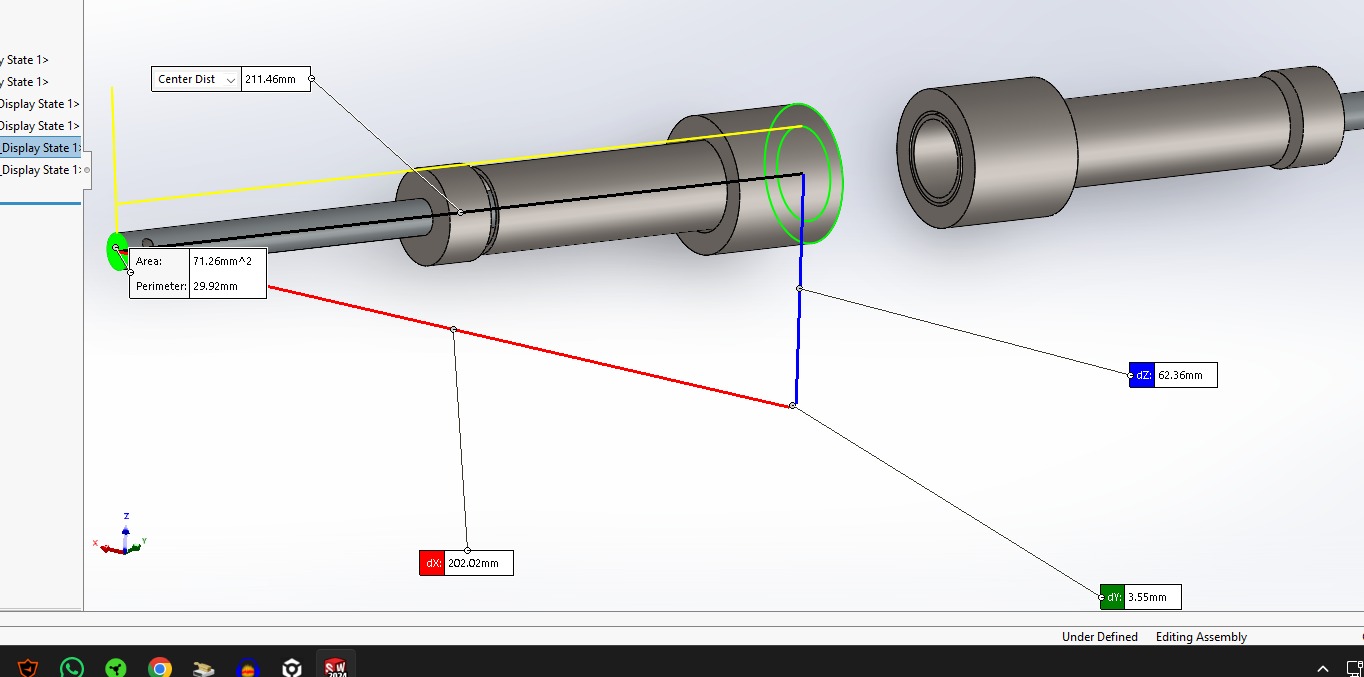 y State 1>
y State 1>
Display State 1>
Display State 1>
_Display State 1>
_Display State 1>
Center Dist 211.46mm
Area: 71.26mm^2
Perimeter: 29.92mm
dZ: 62.36mm
Z
X
Y
dX: 202.02mm
dY: 3.55mm
Under Defined Editing Assembly
SW
2024